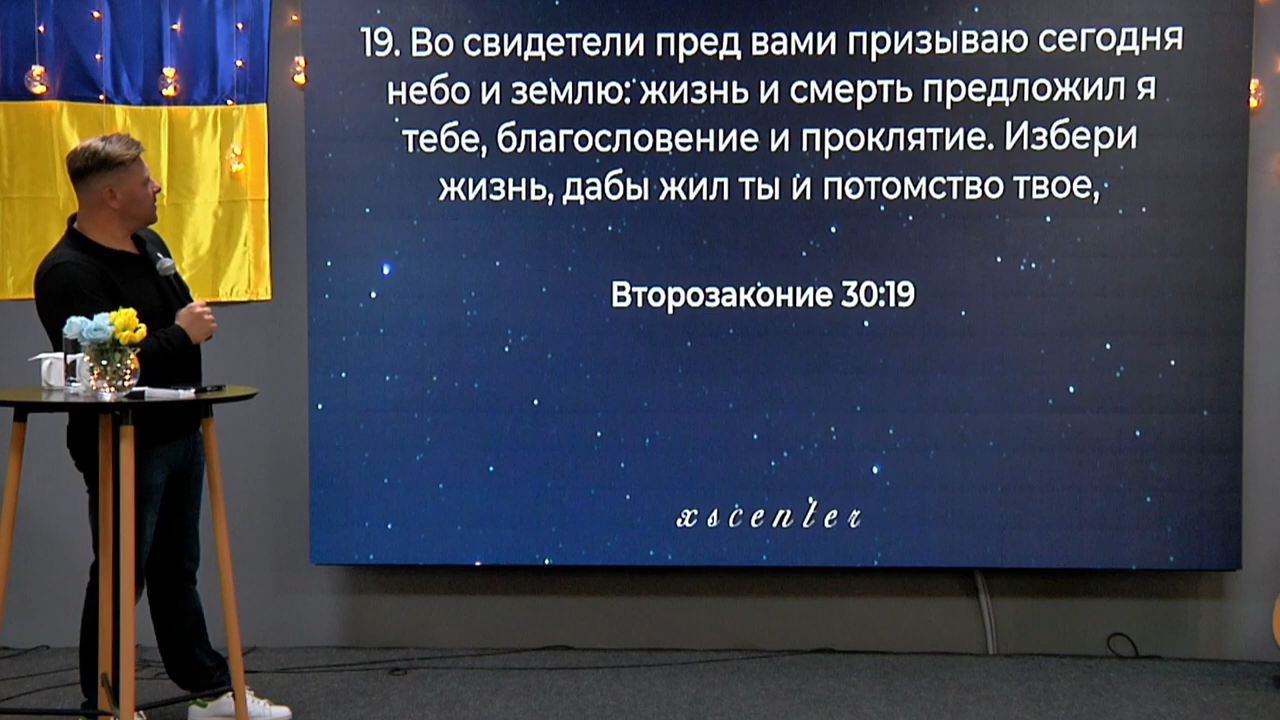 19. Во свидетели пред вами призываю сегодня
небо и землю: жизнь и смерть предложил я
тебе, благословение и проклятие. Избери
жизнь, дабы жил ты и потомство твое,
Второзаконие 30:19
xscenter